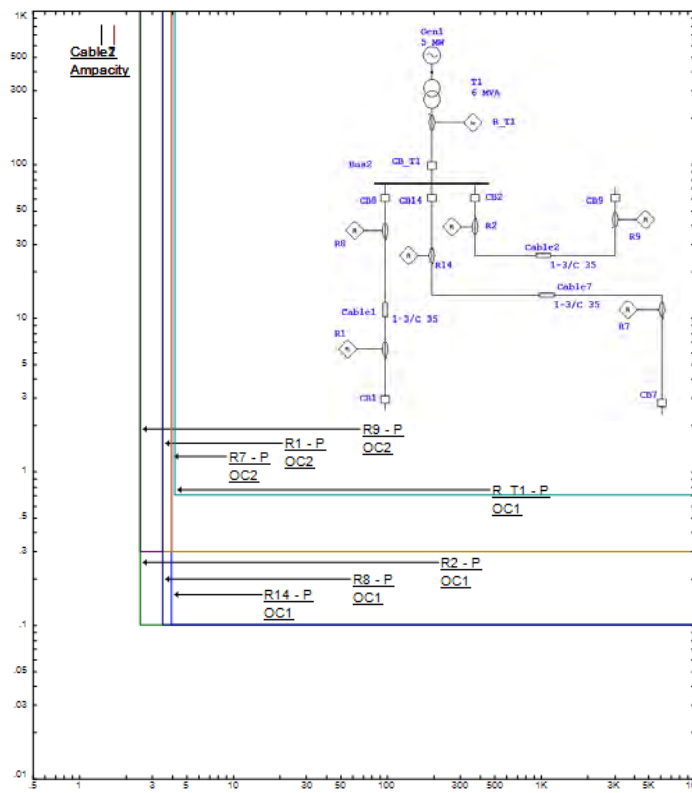 1K
500
300
100
50
30
10
5
3
1
.5
.3
.1
.05
.03
.01
.5
1
3
5
10
30
50
100
300
500
1K
3K
5K
10K
Ampacity
Gen1
5 MW
T1
6 MVA
R_T1
CB_T1
Bus2
CB8
CB14
CB2
CB9
R8
R14
R2
R9
Cable2
1-3/C 35
Cable7
1-3/C 35
Cable1
1-3/C 35
R1
R7
CB1
CB7
R9 - P
OC2
R1 - P
OC2
R7 - P
OC2
R_T1 - P
OC1
R2 - P
OC1
R8 - P
OC1
R14 - P
OC1